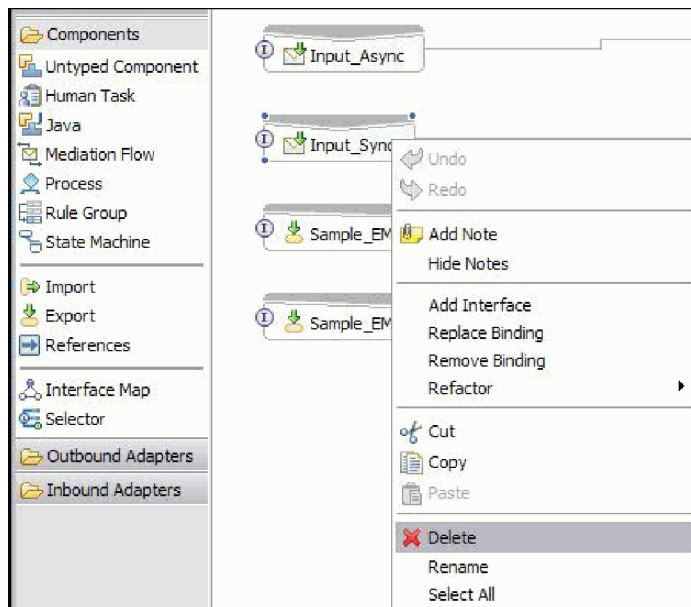 Components
Untyped Component
Human Task
Java
Mediation Flow
Process
Rule Group
State Machine
Import
Export
References
Interface Map
Selector
Outbound Adapters
Inbound Adapters
I Input_Async
I Input_Sync
I Sample_EM
I Sample_EM
Undo
Redo
Add Note
Hide Notes
Add Interface
Replace Binding
Remove Binding
Refactor
Cut
Copy
Paste
Delete
Rename
Select All